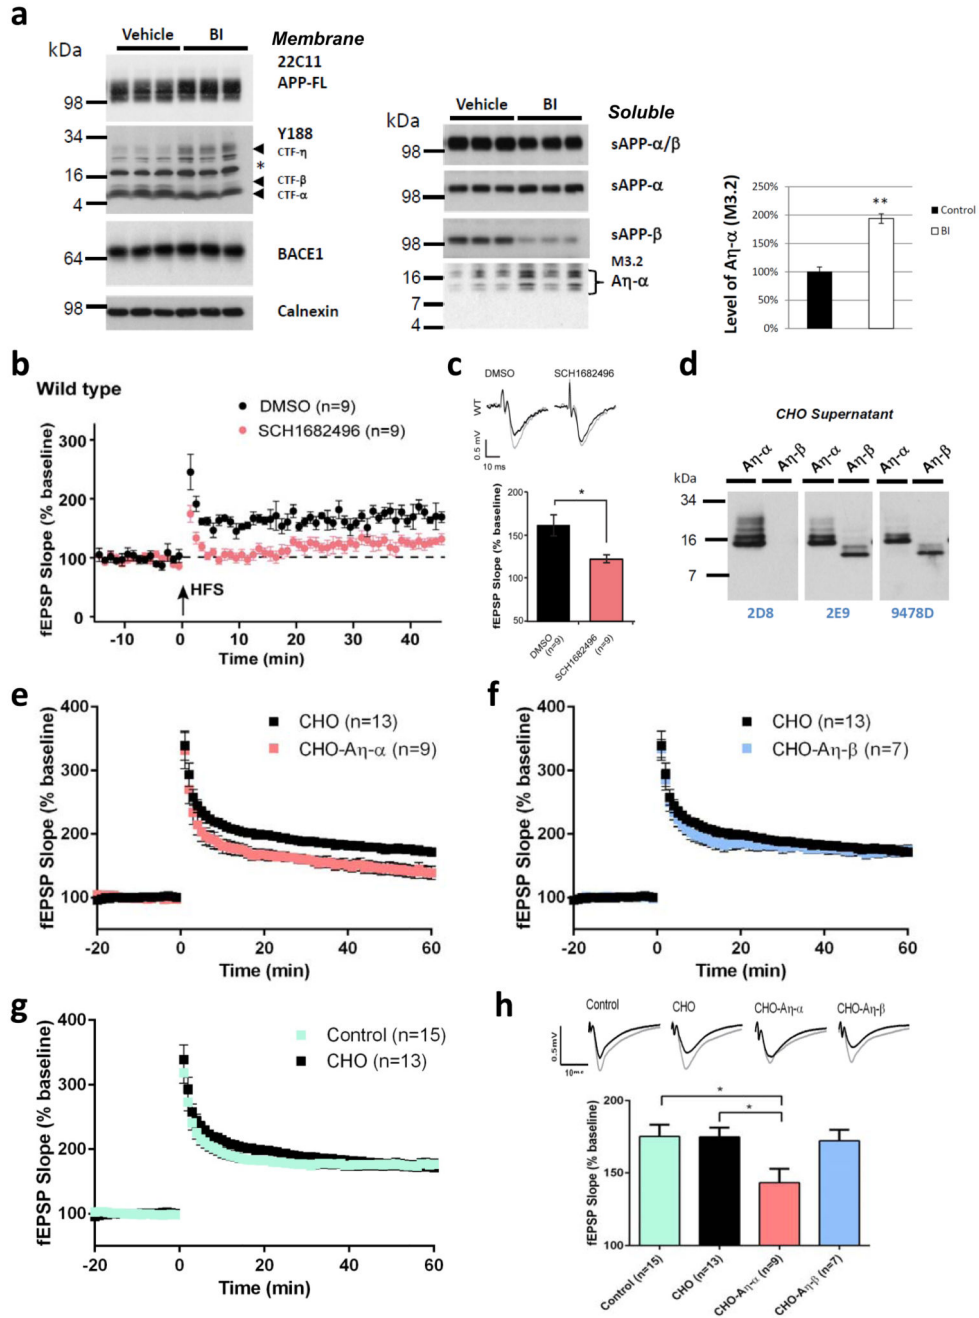 a
Vehicle BI Membrane
kDa
22C11
APP-FL
98
34
Y188
CTF-η
*
16
CTF-β
CTF-α
4
BACE1
64
98
Calnexin
Vehicle BI Soluble
kDa
98
sAPP-α/β
98
sAPP-α
98
sAPP-β
M3.2
16
Aη-α
7
4
Level of Aη-α (M3.2)
250%
200%
150%
100%
50%
0%
**
Control
BI
b
Wild type
DMSO (n=9)
SCH1682496 (n=9)
fEPSP Slope (% baseline)
300
200
100
0
HFS
-10 0 10 20 30 40
Time (min)
c
DMSO SCH1682496
WT
0.5 mV
10 ms
fEPSP Slope (% baseline)
200
150
100
50
*
DMSO (n=9)
SCH1682496 (n=9)
d
CHO Supernatant
Aη-α Aη-β Aη-α Aη-β Aη-α Aη-β
kDa
34
16
7
2D8 2E9 9478D
e
fEPSP Slope (% baseline)
400
300
200
100
CHO (n=13)
CHO-Aη-α (n=9)
-20 0 20 40 60
Time (min)
f
fEPSP Slope (% baseline)
400
300
200
100
CHO (n=13)
CHO-Aη-β (n=7)
-20 0 20 40 60
Time (min)
g
fEPSP Slope (% baseline)
400
300
200
100
Control (n=15)
CHO (n=13)
-20 0 20 40 60
Time (min)
h
Control CHO CHO-Aη-α CHO-Aη-β
0.5mV
10ms
fEPSP Slope (% baseline)
200
150
100
*
*
Control (n=15)
CHO (n=13)
CHO-Aη-α (n=9)
CHO-Aη-β (n=7)